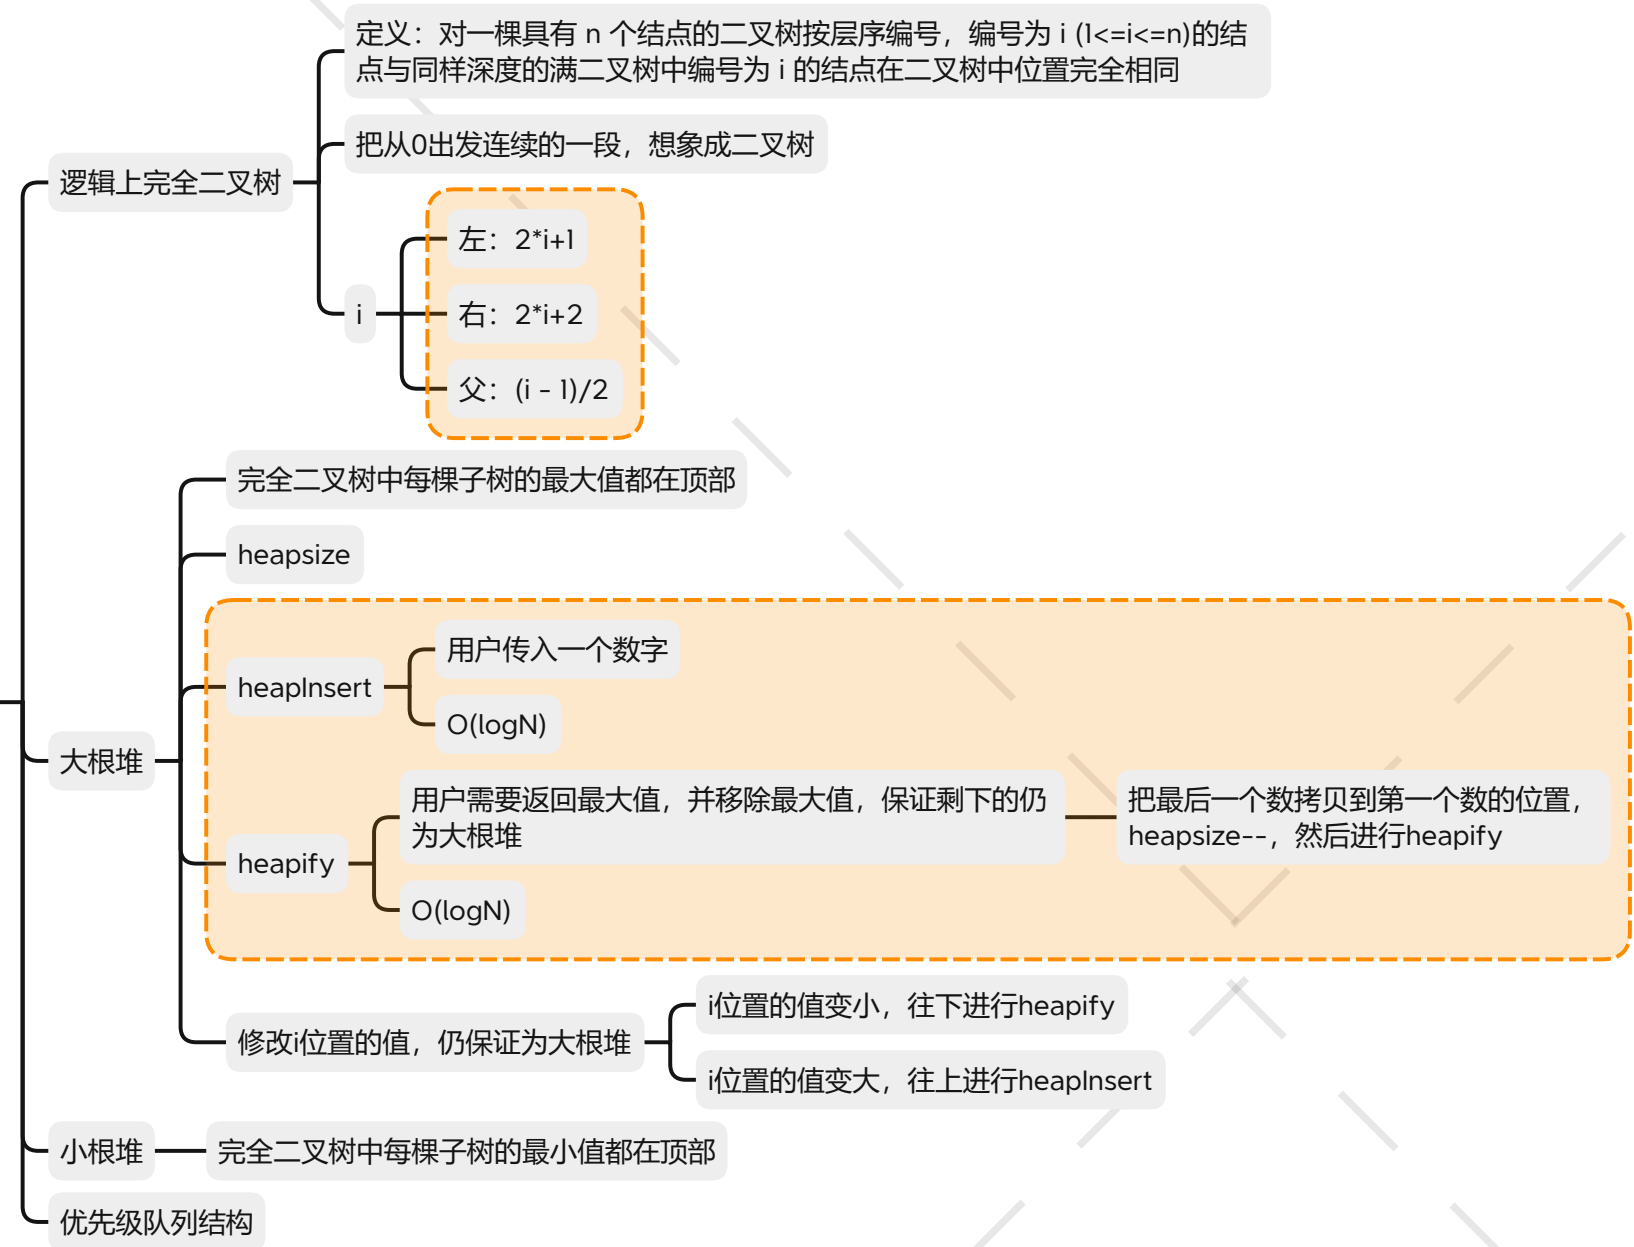 定义：对一棵具有 n 个结点的二叉树按层序编号，编号为 i (1<=i<=n)的结
点与同样深度的满二叉树中编号为 i 的结点在二叉树中位置完全相同
把从0出发连续的一段，想象成二叉树
逻辑上完全二叉树
左：2*i+1
i
右：2*i+2
父：(i - 1)/2
完全二叉树中每棵子树的最大值都在顶部
heapsize
用户传入一个数字
heapInsert
O(logN)
大根堆
用户需要返回最大值，并移除最大值，保证剩下的仍
为大根堆
把最后一个数拷贝到第一个数的位置，
heapsize--，然后进行heapify
heapify
O(logN)
i位置的值变小，往下进行heapify
修改i位置的值，仍保证为大根堆
i位置的值变大，往上进行heapInsert
小根堆
完全二叉树中每棵子树的最小值都在顶部
优先级队列结构